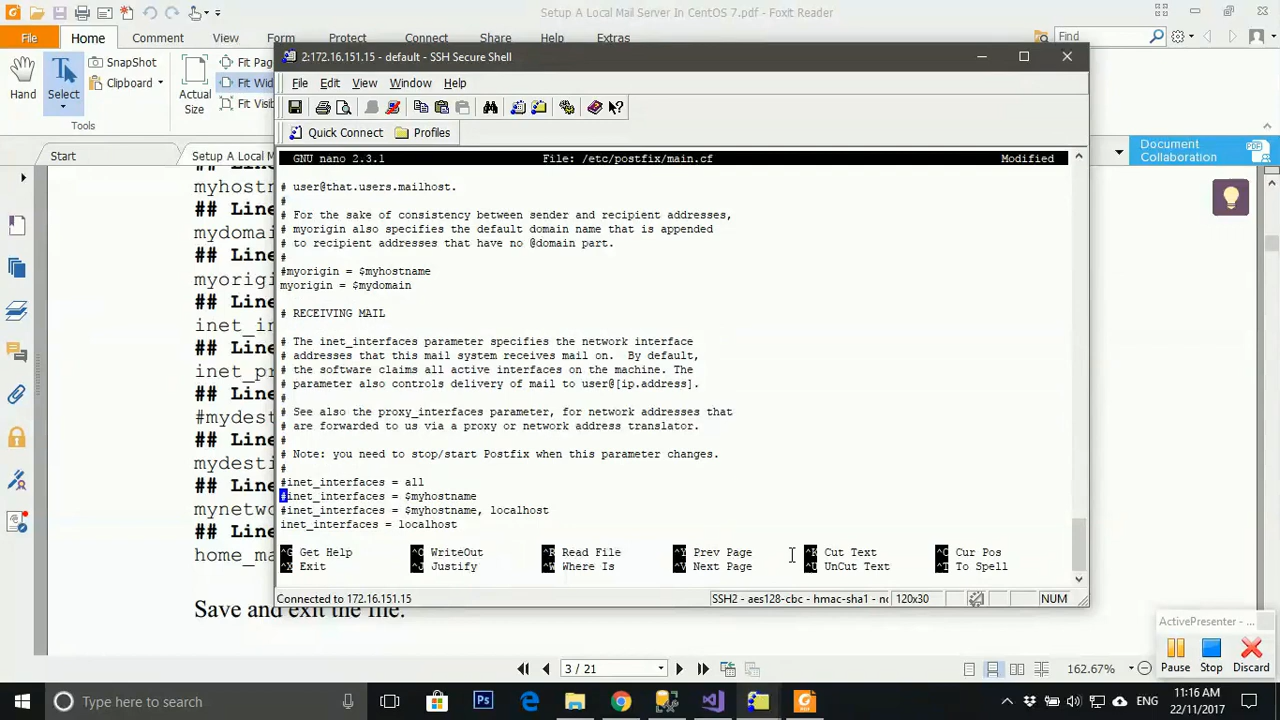 Setup A Local Mail Server In CentOS 7.pdf - Foxit Reader
File Home Comment View Form Protect Connect Share Help Extras
Find
Hand
Select
SnapShot
Clipboard
Actual
Size
Fit Pag
Fit Wid
Fit Visib
Tools
Start
Setup A Local M
Document
Collaboration
2:172.16.151.15 - default - SSH Secure Shell
File Edit View Window Help
Quick Connect Profiles
GNU nano 2.3.1 File: /etc/postfix/main.cf Modified
# user@that.users.mailhost.
#
# For the sake of consistency between sender and recipient addresses,
# myorigin also specifies the default domain name that is appended
# to recipient addresses that have no @domain part.
#
#myorigin = $myhostname
myorigin = $mydomain
# RECEIVING MAIL
# The inet_interfaces parameter specifies the network interface
# addresses that this mail system receives mail on.  By default,
# the software claims all active interfaces on the machine. The
# parameter also controls delivery of mail to user@[ip.address].
#
# See also the proxy_interfaces parameter, for network addresses that
# are forwarded to us via a proxy or network address translator.
#
# Note: you need to stop/start Postfix when this parameter changes.
#
#inet_interfaces = all
#inet_interfaces = $myhostname
#inet_interfaces = $myhostname, localhost
inet_interfaces = localhost
^G Get Help ^O WriteOut ^R Read File ^Y Prev Page ^K Cut Text ^C Cur Pos
^X Exit ^J Justify ^W Where Is ^V Next Page ^U UnCut Text ^T To Spell
Connected to 172.16.151.15 SSH2 - aes128-cbc - hmac-sha1 - nc 120x30 NUM
myhostn
## Line
mydomai
## Line
myorigi
## Line
inet_in
## Line
inet_pr
## Line
#mydest
## Line
mydesti
## Line
mynetwo
## Line
home_ma
Save and exit the file.
ActivePresenter - ...
Pause Stop Discard
3 / 21
162.67%
Type here to search
ENG
11:16 AM
22/11/2017